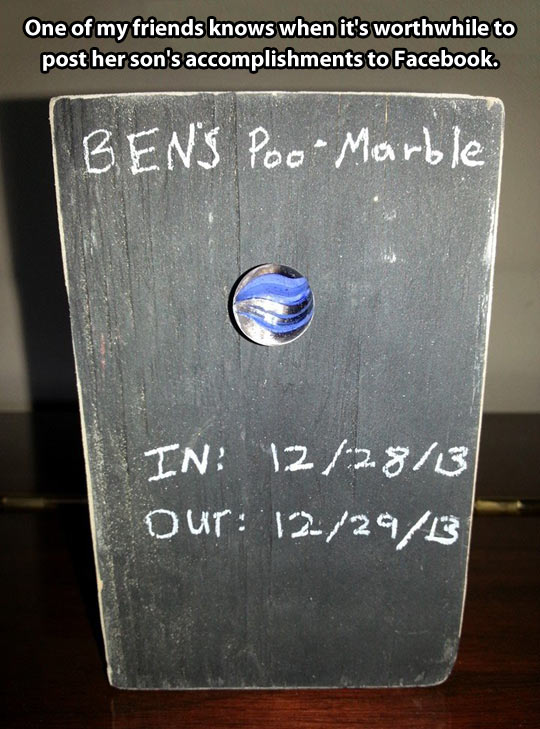 One of my friends knows when it's worthwhile to
post her son's accomplishments to Facebook.
BEN'S Poo-Marble
IN: 12/28/13
Out: 12/29/13